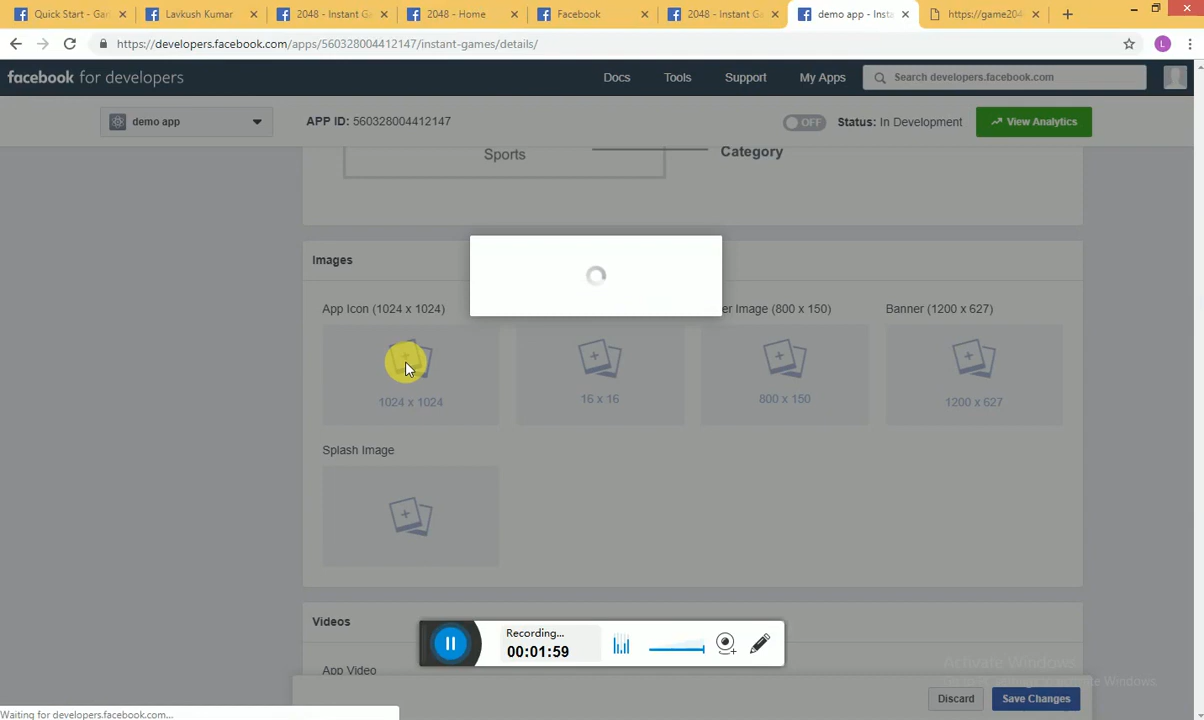 Quick Start - Gar
Lavkush Kumar
2048 - Instant Ga
2048 - Home
Facebook
2048 - Instant Ga
demo app - Insta
https://game204
https://developers.facebook.com/apps/560328004412147/instant-games/details/
L
facebook for developers
Docs
Tools
Support
My Apps
Search developers.facebook.com
demo app
APP ID: 560328004412147
OFF
Status: In Development
View Analytics
Sports
Category
Images
App Icon (1024 x 1024)
er Image (800 x 150)
Banner (1200 x 627)
1024 x 1024
16 x 16
800 x 150
1200 x 627
Splash Image
Videos
Recording...
00:01:59
App Video
Activate Windows
Activate Windows.
Discard
Save Changes
Waiting for developers.facebook.com...